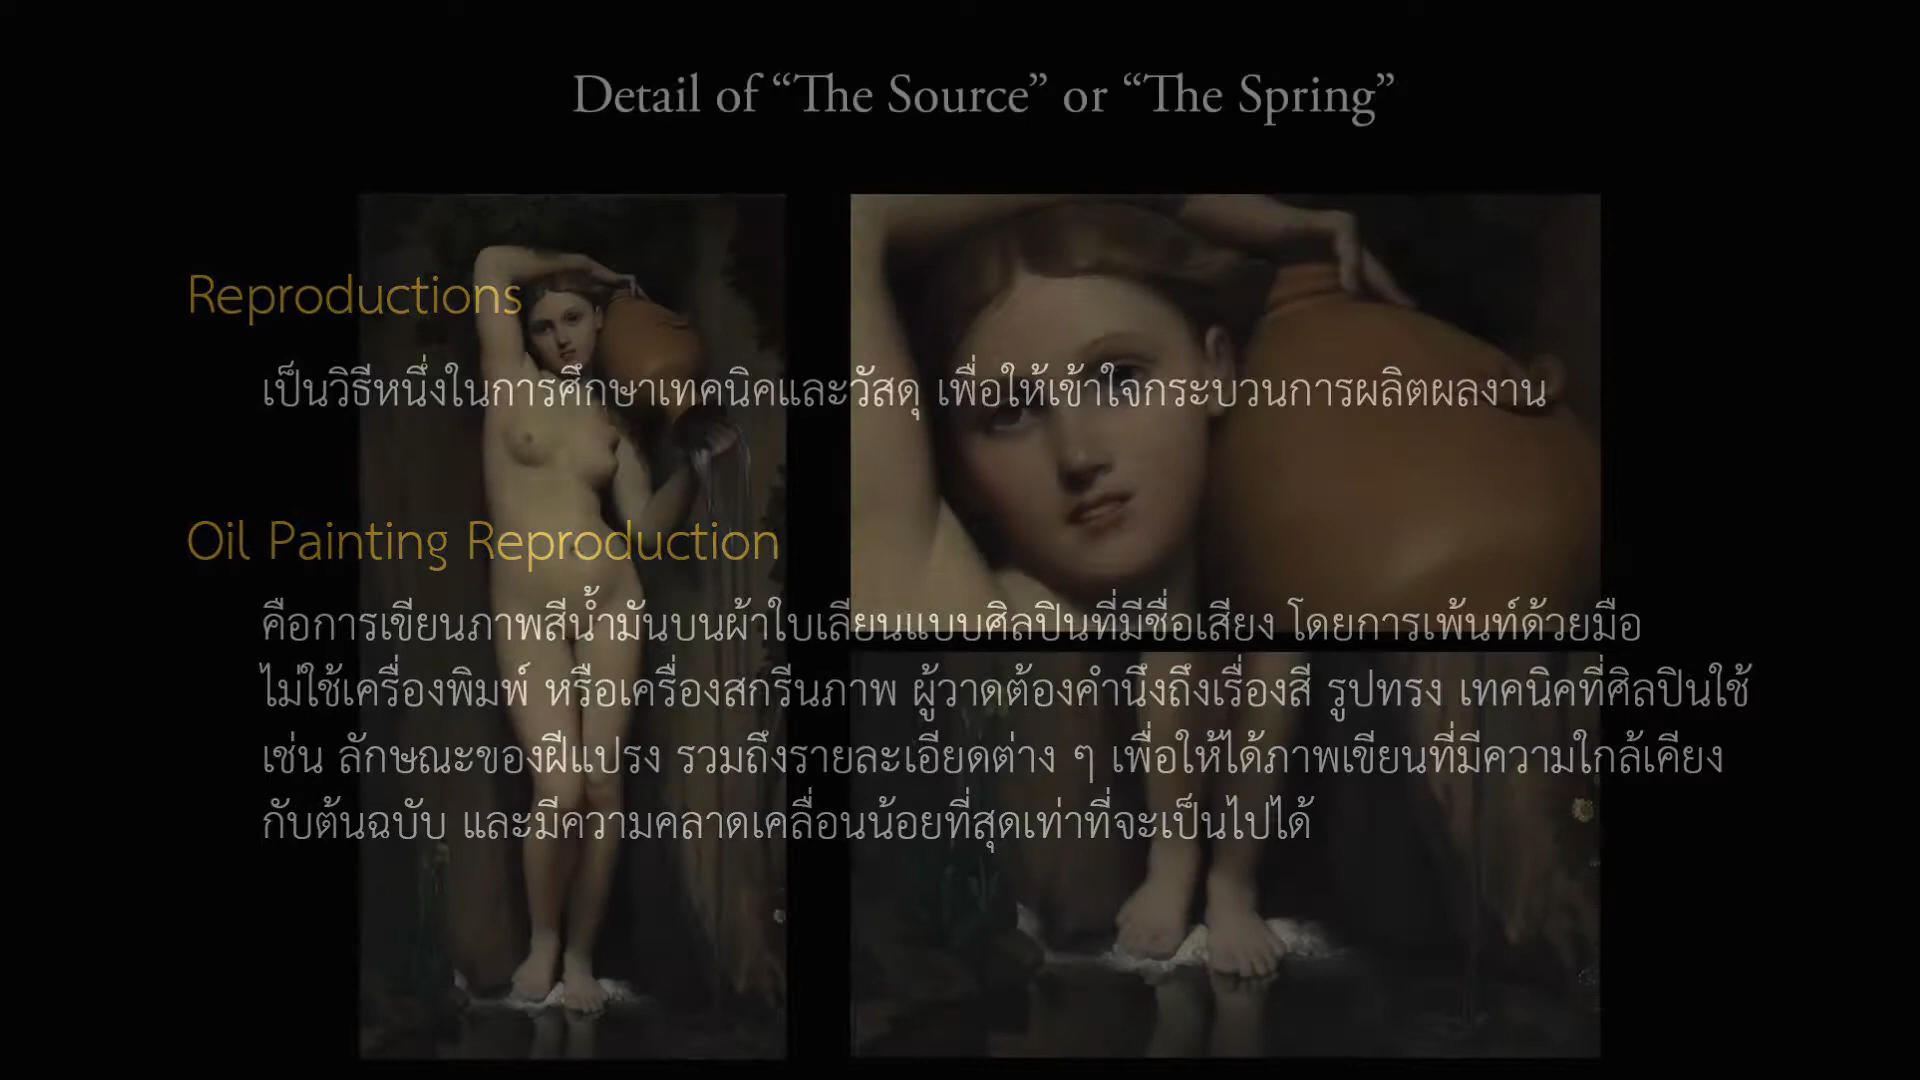 Detail of “The Source” or “The Spring”
Reproductions
เป็นวิธีหนึ่งในการศึกษาเทคนิคและวัสดุ เพื่อให้เข้าใจกระบวนการผลิตผลงาน
Oil Painting Reproduction
คือการเขียนภาพสีน้ำมันบนผ้าใบเลียนแบบศิลปินที่มีชื่อเสียง โดยการเพ้นท์ด้วยมือ
ไม่ใช้เครื่องพิมพ์ หรือเครื่องสกรีนภาพ ผู้วาดต้องคำนึงถึงเรื่องสี รูปทรง เทคนิคที่ศิลปินใช้
เช่น ลักษณะของฝีแปรง รวมถึงรายละเอียดต่าง ๆ เพื่อให้ได้ภาพเขียนที่มีความใกล้เคียง
กับต้นฉบับ และมีความคลาดเคลื่อนน้อยที่สุดเท่าที่จะเป็นไปได้